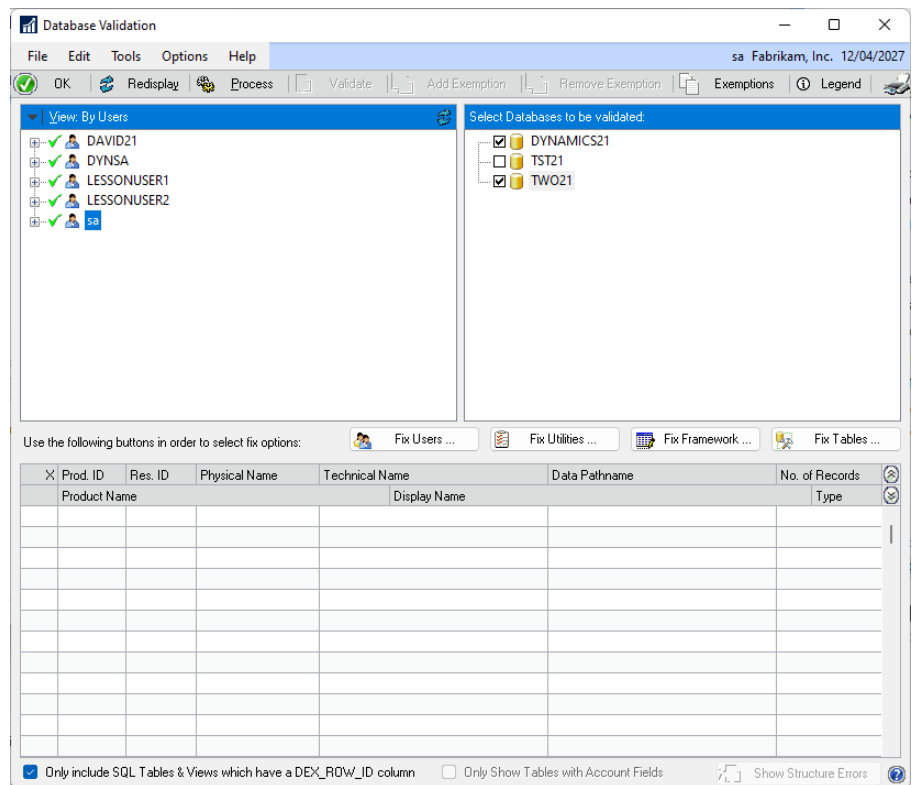 Database Validation
File Edit Tools Options Help sa Fabrikam, Inc. 12/04/2027
OK Redisplay Process Validate Add Exemption Remove Exemption Exemptions Legend
View: By Users
DAVID21
DYNSA
LESSONUSER1
LESSONUSER2
sa
Select Databases to be validated:
DYNAMICS21
TST21
TWO21
Use the following buttons in order to select fix options: Fix Users ... Fix Utilities ... Fix Framework ... Fix Tables ...
X Prod. ID Res. ID Physical Name Technical Name Data Pathname No. of Records
Product Name Display Name Type
Only include SQL Tables & Views which have a DEX_ROW_ID column Only Show Tables with Account Fields Show Structure Errors